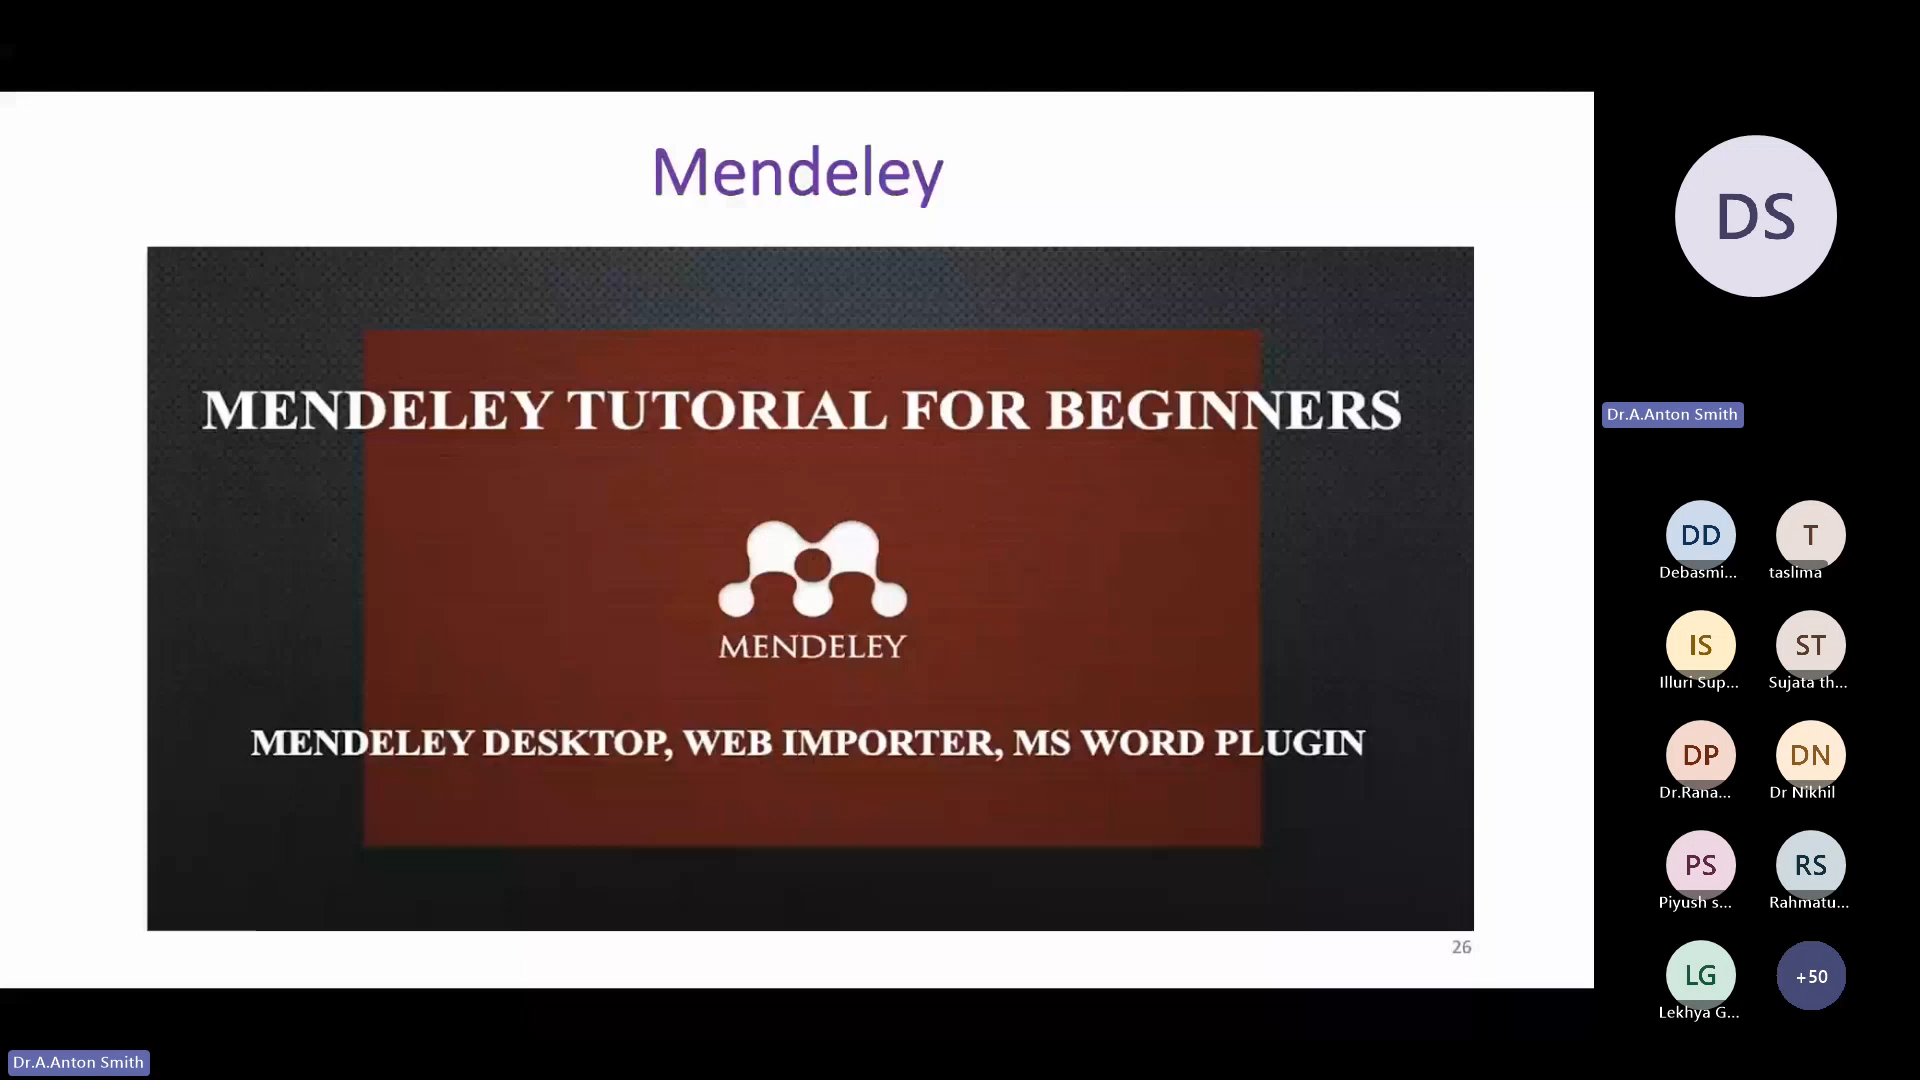 Mendeley
MENDELEY TUTORIAL FOR BEGINNERS
MENDELEY
MENDELEY DESKTOP, WEB IMPORTER, MS WORD PLUGIN
26
Dr.A.Anton Smith
DS
Dr.A.Anton Smith
DD
Debasmi...
T
taslima
IS
Illuri Sup...
ST
Sujata th...
DP
Dr.Rana...
DN
Dr Nikhil
PS
Piyush s...
RS
Rahmatu...
LG
Lekhya G...
+50